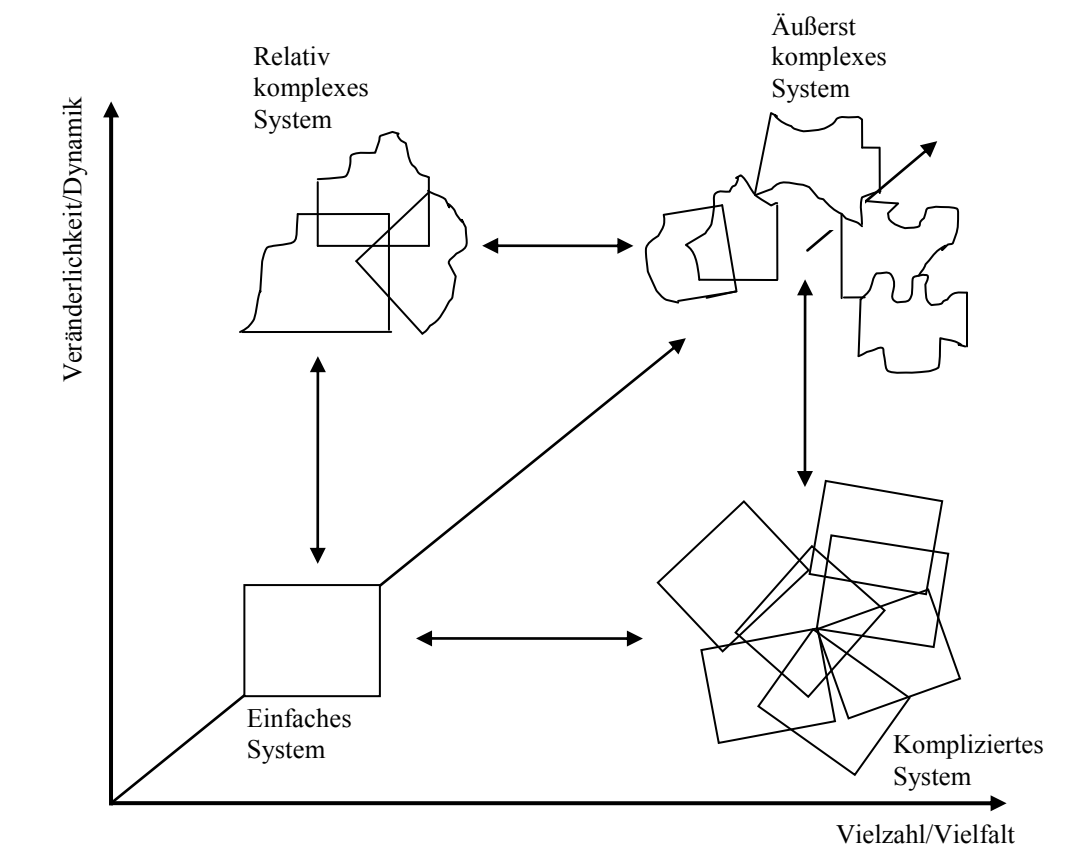 Relativ
komplexes
System
Äußerst
komplexes
System
Veränderlichkeit/Dynamik
Einfaches
System
Kompliziertes
System
Vielzahl/Vielfalt